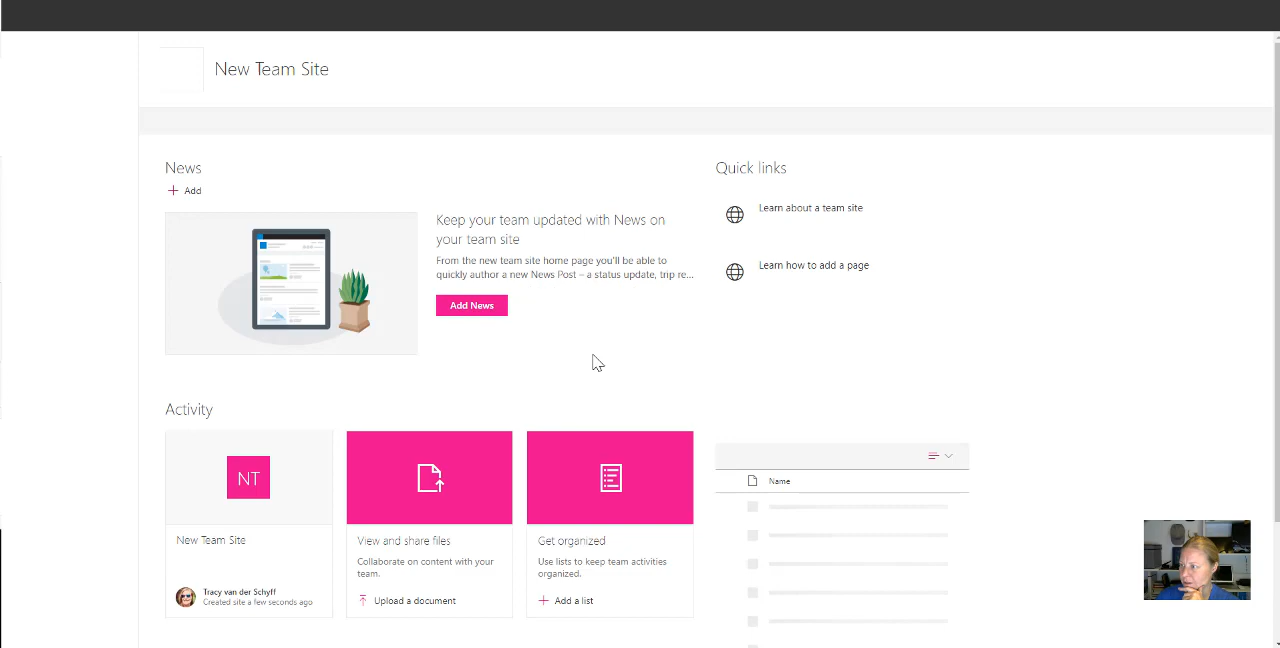 New Team Site
News
Add
Keep your team updated with News on
your team site
From the new team site home page you'll be able to
quickly author a new News Post – a status update, trip re...
Add News
Quick links
Learn about a team site
Learn how to add a page
Activity
NT
New Team Site
Tracy van der Schyff
Created site a few seconds ago
View and share files
Collaborate on content with your
team.
Upload a document
Get organized
Use lists to keep team activities
organized.
Add a list
Name